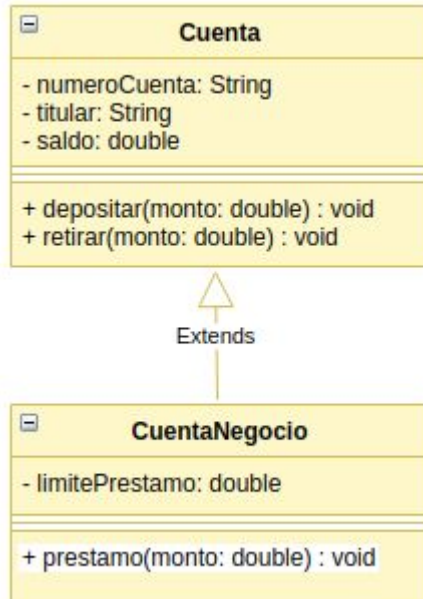 Cuenta
- numeroCuenta: String
- titular: String
- saldo: double
+ depositar(monto: double) : void
+ retirar(monto: double) : void
Extends
CuentaNegocio
- limitePrestamo: double
+ prestamo(monto: double) : void